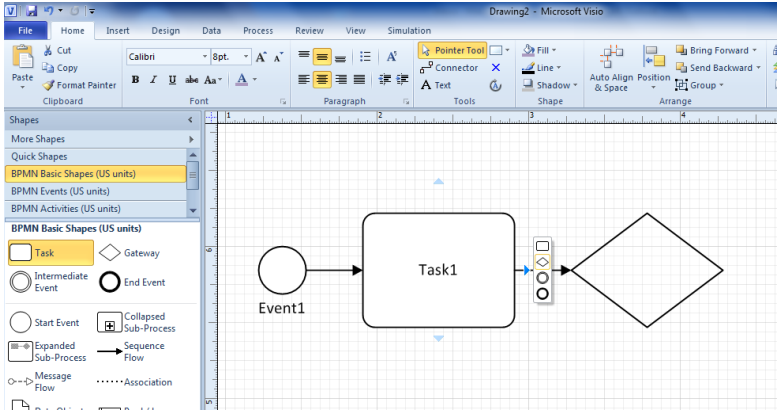 Drawing2 - Microsoft Visio
File Home Insert Design Data Process Review View Simulation
Paste
Cut
Copy
Format Painter
Clipboard
Calibri 8pt.
B I U abc Aa A
Font
Paragraph
Pointer Tool
Connector
A Text
Tools
Fill
Line
Shadow
Shape
Auto Align & Space
Position
Bring Forward
Send Backward
Group
Arrange
Shapes
More Shapes
Quick Shapes
BPMN Basic Shapes (US units)
BPMN Events (US units)
BPMN Activities (US units)
BPMN Basic Shapes (US units)
Task
Gateway
Intermediate Event
End Event
Start Event
Collapsed Sub-Process
Expanded Sub-Process
Sequence Flow
Message Flow
Association
1 2 3 4
6
5
Event1
Task1